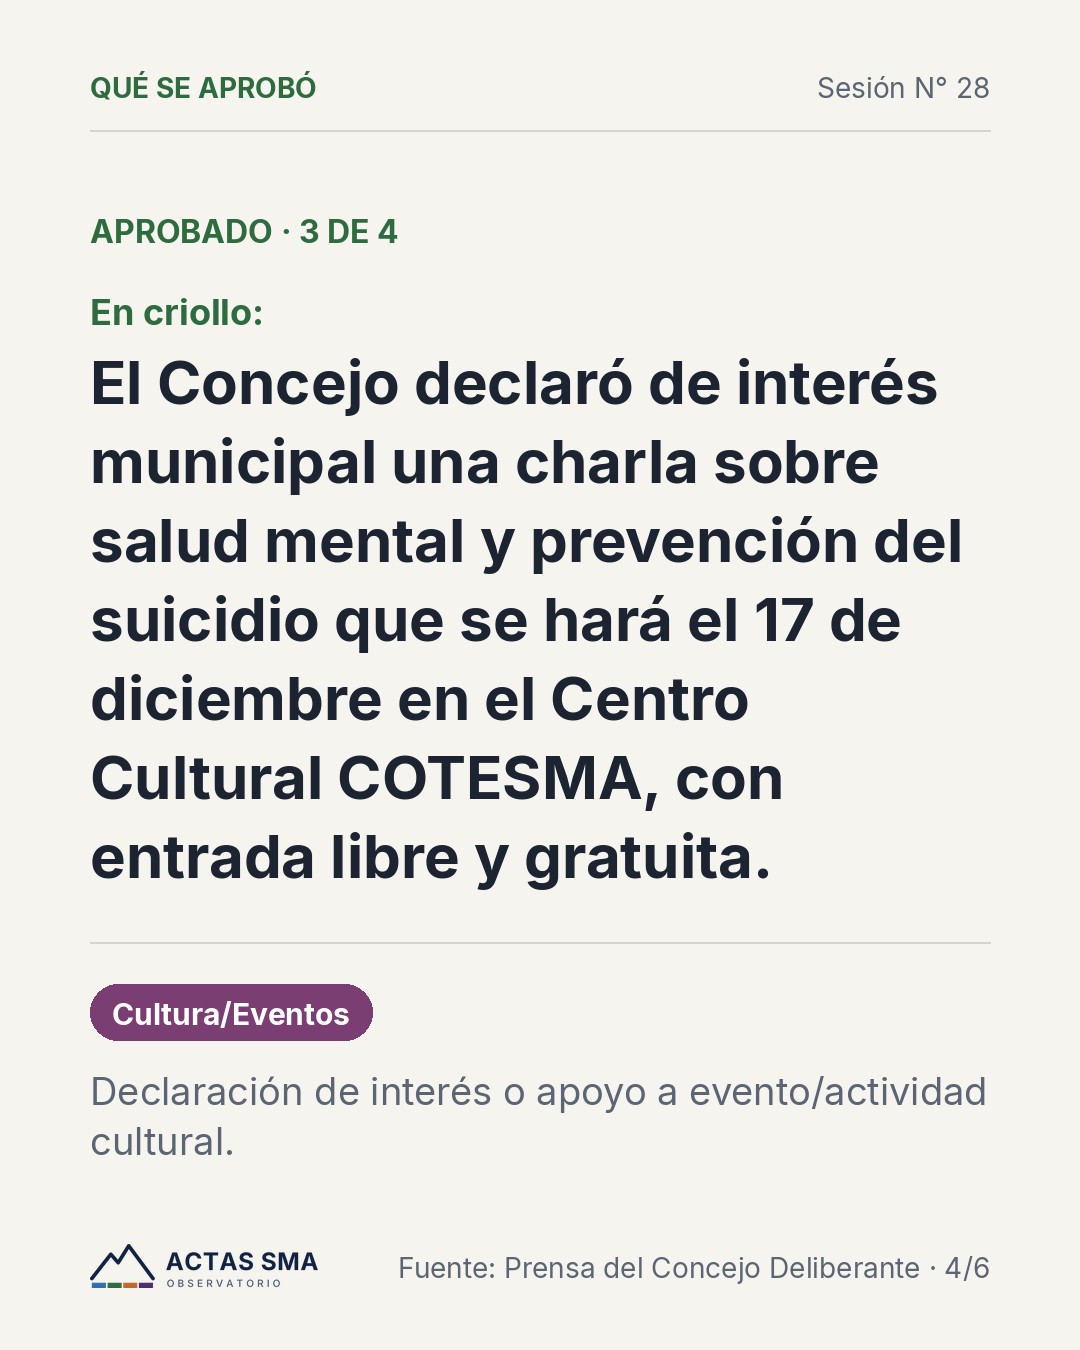 QUÉ SE APROBÓ
Sesión N° 28
APROBADO · 3 DE 4
En criollo:
El Concejo declaró de interés
municipal una charla sobre
salud mental y prevención del
suicidio que se hará el 17 de
diciembre en el Centro
Cultural COTESMA, con
entrada libre y gratuita.
Cultura/Eventos
Declaración de interés o apoyo a evento/actividad
cultural.
ACTAS SMA
OBSERVATORIO
Fuente: Prensa del Concejo Deliberante · 4/6